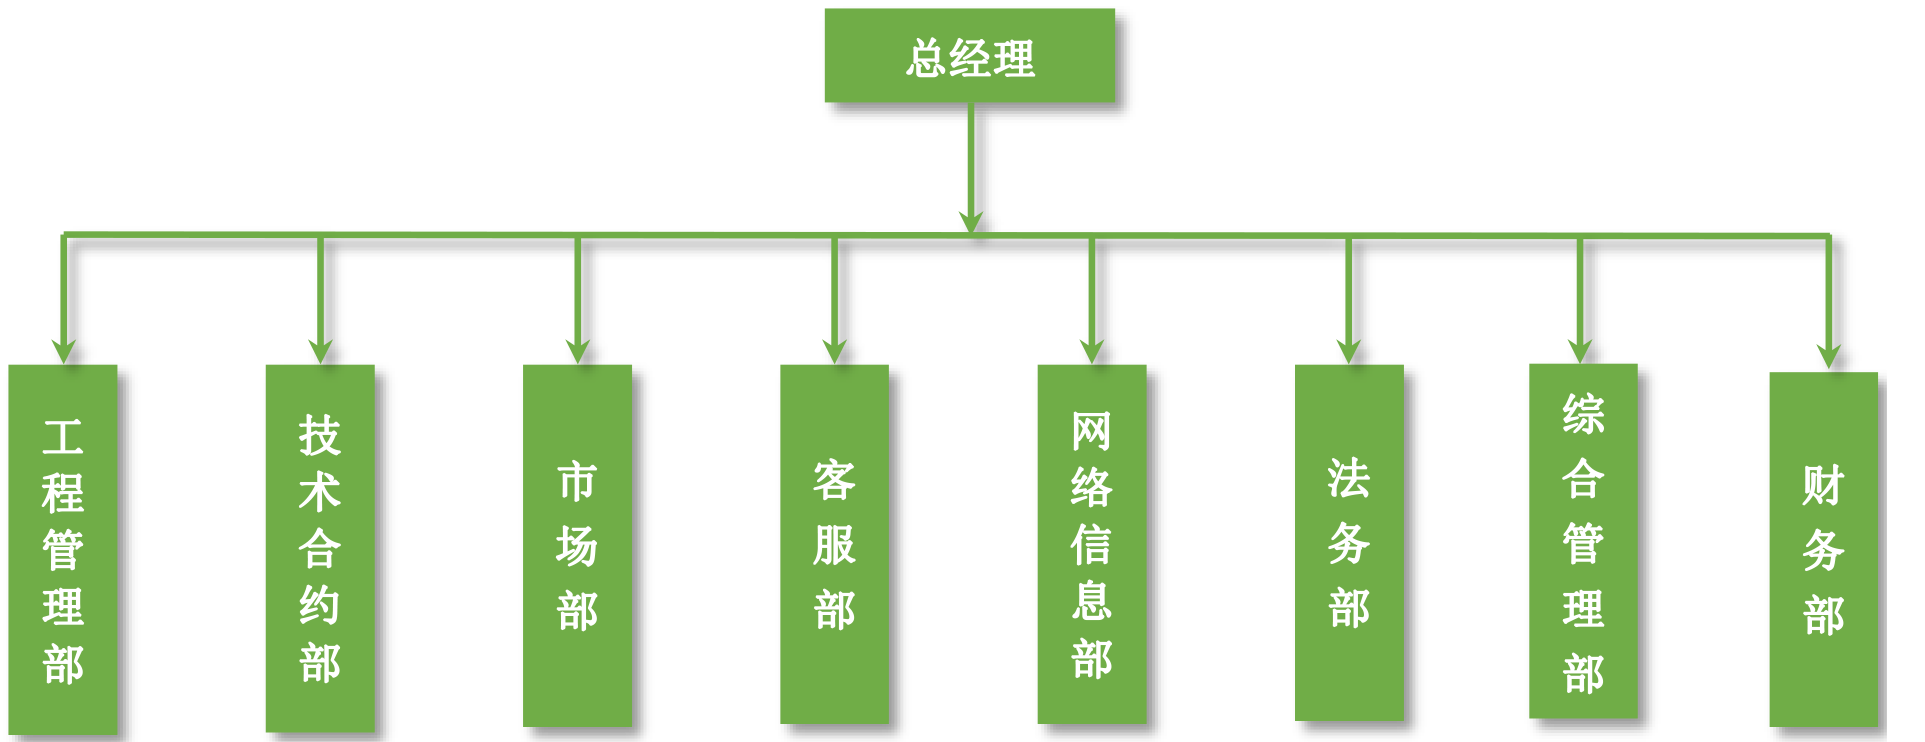 总经理
工程管理部
技术合约部
市场部
客服部
网络信息部
法务部
综合管理部
财务部